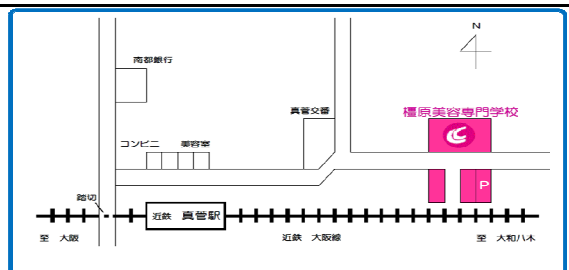 N
南都銀行
真菅交番
橿原美容専門学校
コンビニ
美容室
P
踏切
近鉄 真菅駅
至 大阪
近鉄 大阪線
至 大和八木